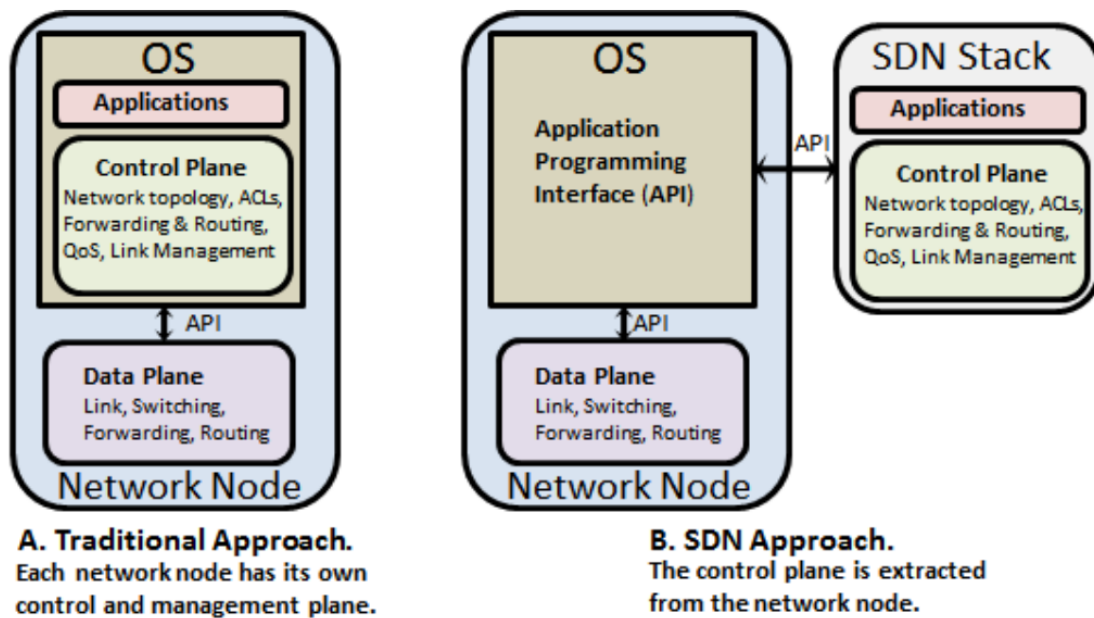 OS
Applications
Control Plane
Network topology, ACLs,
Forwarding & Routing,
QoS, Link Management
API
Data Plane
Link, Switching,
Forwarding, Routing
Network Node
A. Traditional Approach.
Each network node has its own
control and management plane.
OS
Application
Programming
Interface (API)
API
Data Plane
Link, Switching,
Forwarding, Routing
Network Node
API
SDN Stack
Applications
Control Plane
Network topology, ACLs,
Forwarding & Routing,
QoS, Link Management
B. SDN Approach.
The control plane is extracted
from the network node.